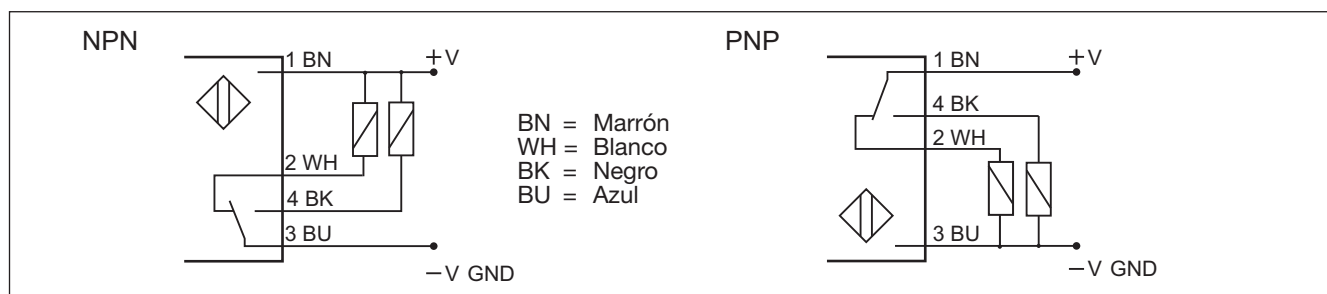 NPN
1 BN
+V
2 WH
4 BK
3 BU
−V GND
BN = Marrón
WH = Blanco
BK = Negro
BU = Azul
PNP
1 BN
+V
4 BK
2 WH
3 BU
−V GND